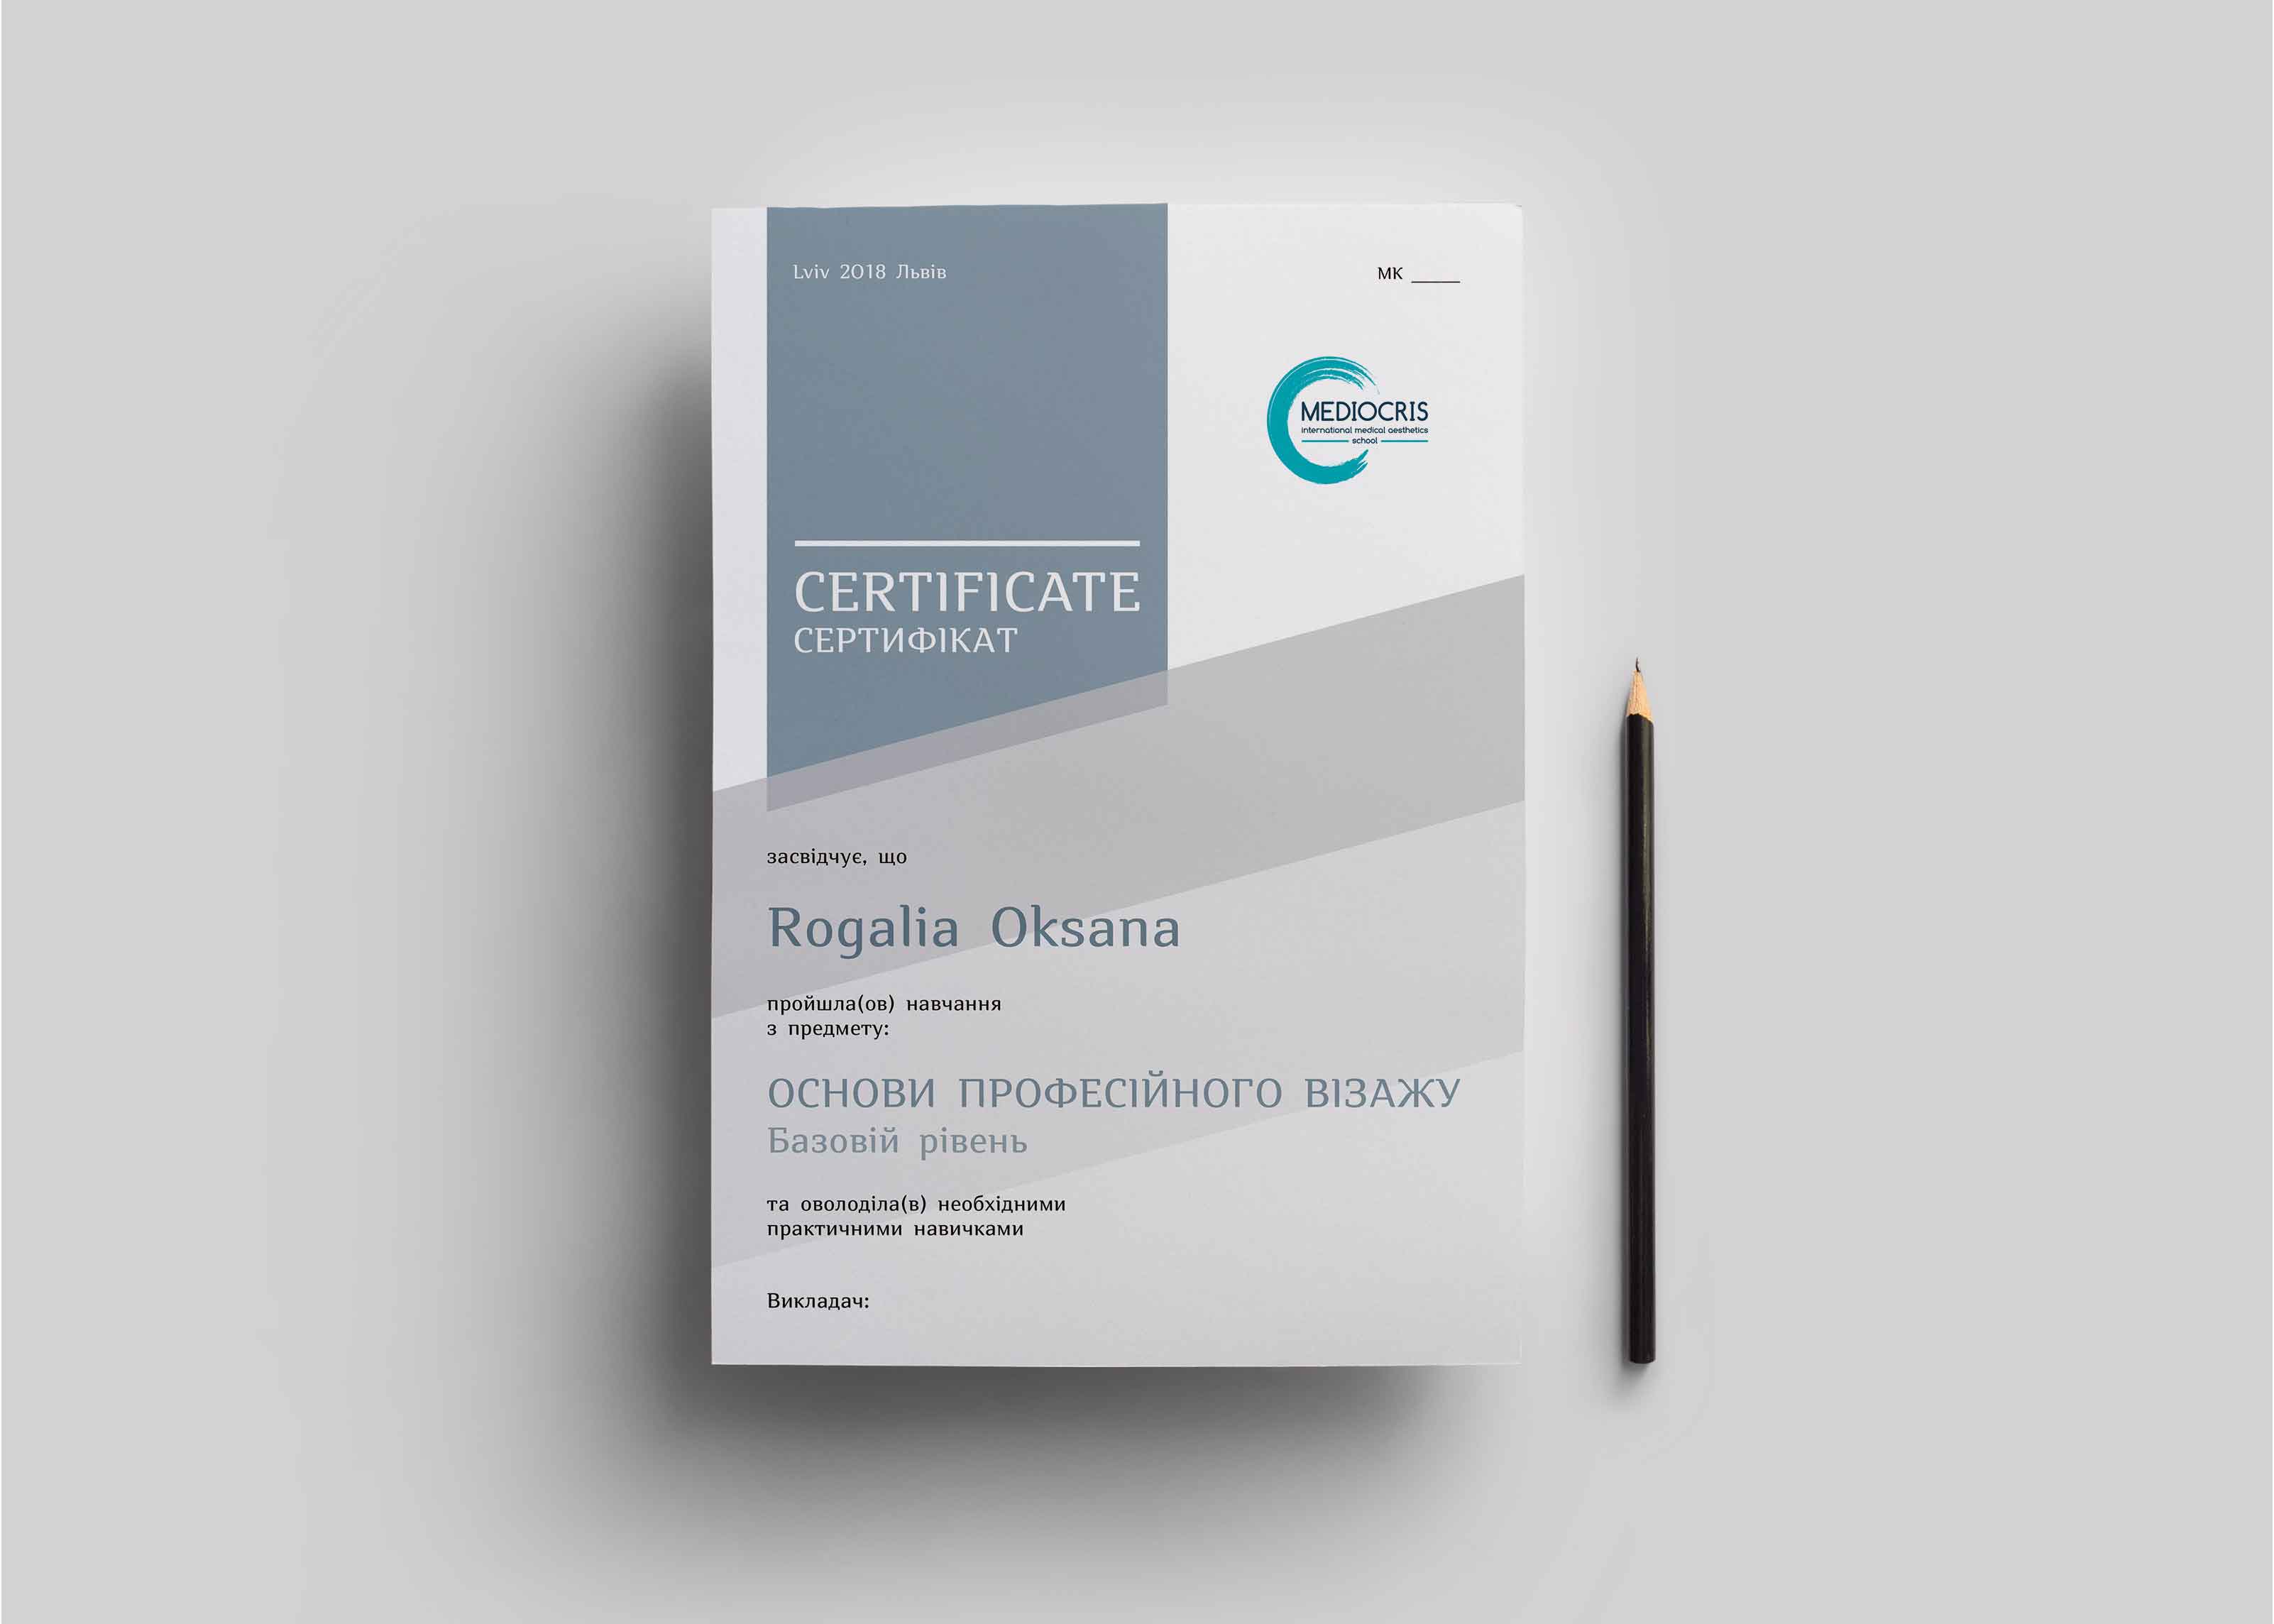 Lviv 2018 Львів
МК _____
MEDIOCRIS
international medical aesthetics
school
CERTIFICATE
СЕРТИФІКАТ
засвідчує, що
Rogalia Oksana
пройшла(ов) навчання
з предмету:
ОСНОВИ ПРОФЕСІЙНОГО ВІЗАЖУ
Базовій рівень
та оволоділа(в) необхідними
практичними навичками
Викладач: